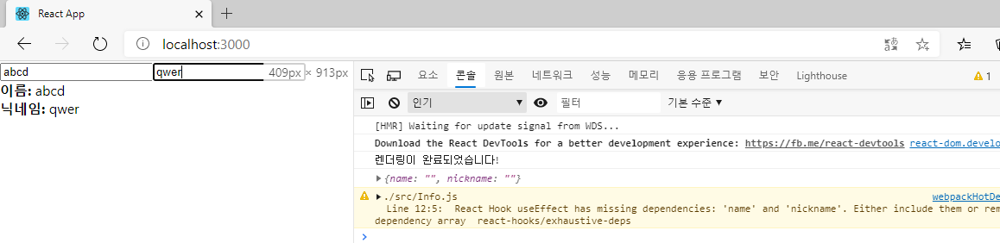 React App
localhost:3000
abcd
qwer
409px × 913px
이름: abcd
닉네임: qwer
요소 콘솔 원본 네트워크 성능 메모리 응용 프로그램 보안 Lighthouse 1
인기 필터 기본 수준
[HMR] Waiting for update signal from WDS...
Download the React DevTools for a better development experience: https://fb.me/react-devtools react-dom.develo
렌더링이 완료되었습니다!
{name: "", nickname: ""}
./src/Info.js webpackHotDe
Line 12:5: React Hook useEffect has missing dependencies: 'name' and 'nickname'. Either include them or rem
dependency array react-hooks/exhaustive-deps